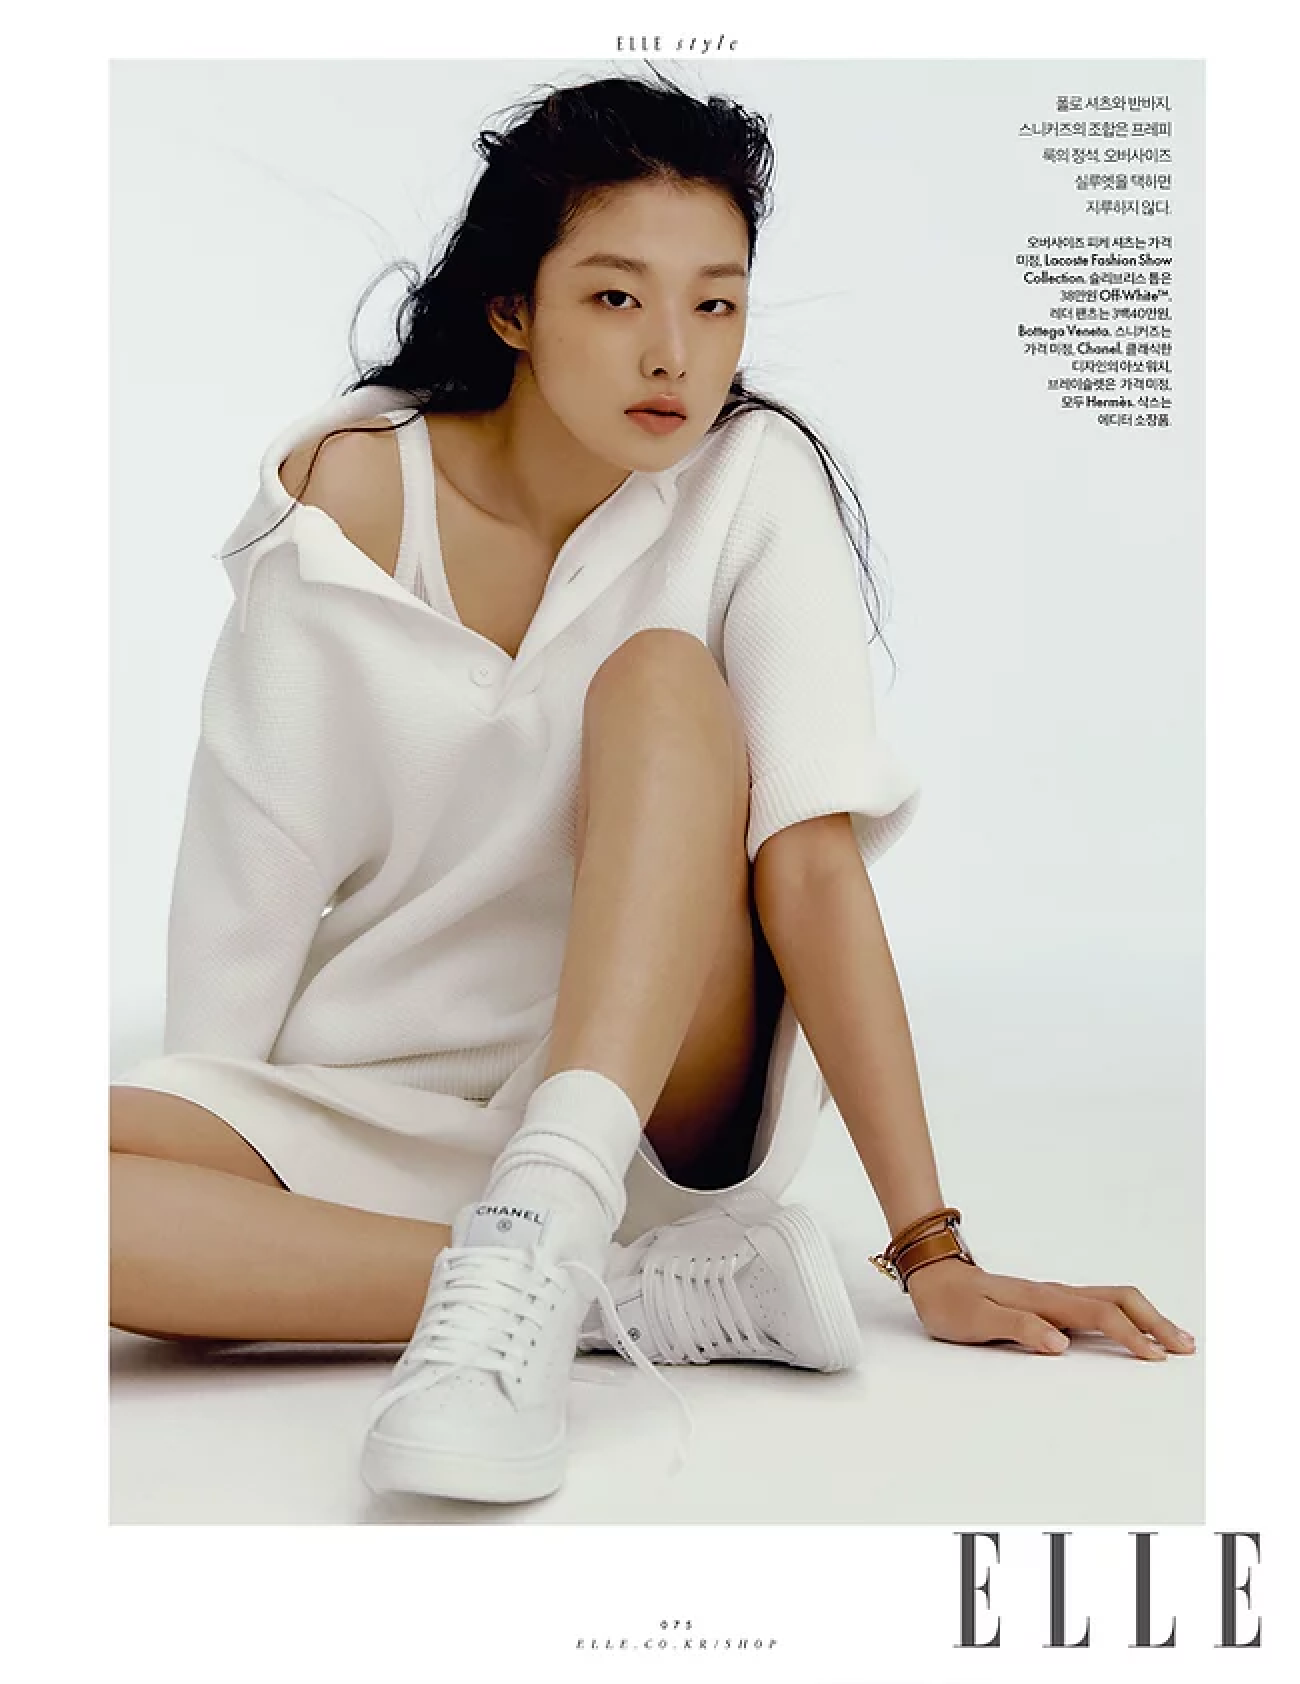 ELLE style
폴로 셔츠와 반바지,
스니커즈의 조합은 프레피
룩의 정석. 오버사이즈
실루엣을 택하면
지루하지 않다.
오버사이즈 피케 셔츠는 가격
미정, Lacoste Fashion Show
Collection. 슬리브리스 톱은
38만원 Off-White™.
레더 팬츠는 3백40만원,
Bottega Veneta. 스니커즈는
가격 미정, Chanel. 클래식한
디자인의 아쏘 워치,
브레이슬렛은 가격 미정,
모두 Hermès. 삭스는
에디터 소장품.
CHANEL
ELLE
075
ELLE.CO.KR/SHOP